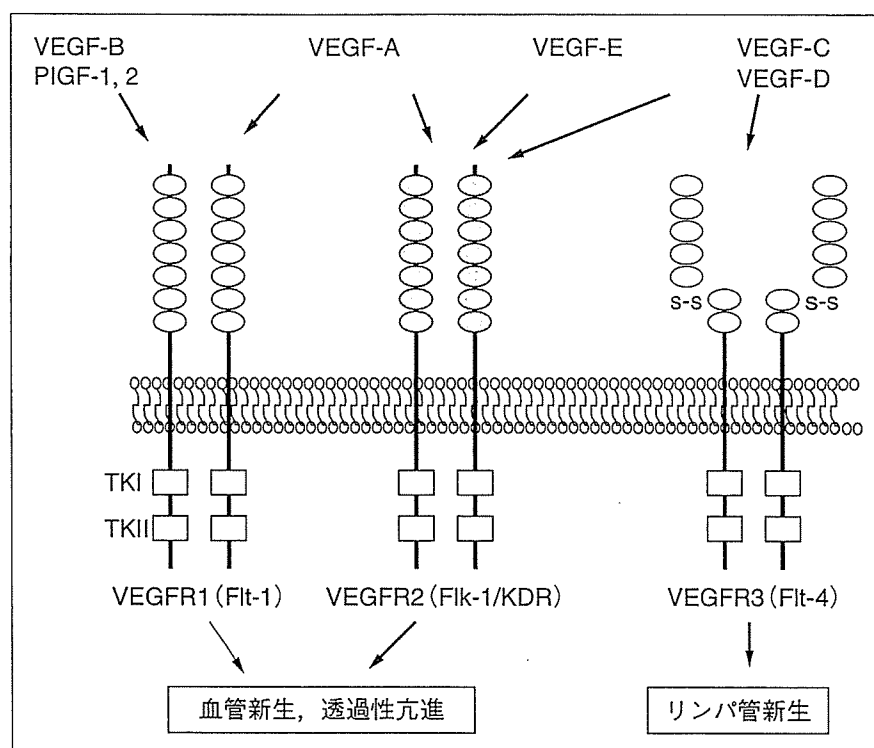 VEGF-B
PlGF-1, 2
VEGF-A
VEGF-E
VEGF-C
VEGF-D
s-s
s-s
TKI
TKII
VEGFR1(Flt-1)
VEGFR2(Flk-1/KDR)
VEGFR3(Flt-4)
血管新生，透過性亢進
リンパ管新生